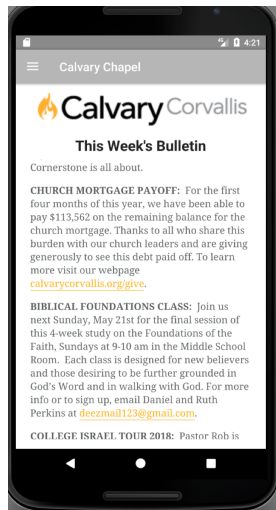 4:21
Calvary Chapel
Calvary Corvallis
This Week's Bulletin
Cornerstone is all about.
CHURCH MORTGAGE PAYOFF: For the first
four months of this year, we have been able to
pay $113,562 on the remaining balance for the
church mortgage. Thanks to all who share this
burden with our church leaders and are giving
generously to see this debt paid off. To learn
more visit our webpage
calvarycorvallis.org/give.
BIBLICAL FOUNDATIONS CLASS: Join us
next Sunday, May 21st for the final session of
this 4-week study on the Foundations of the
Faith, Sundays at 9-10 am in the Middle School
Room. Each class is designed for new believers
and those desiring to be further grounded in
God's Word and in walking with God. For more
info or to sign up, email Daniel and Ruth
Perkins at deezmail123@gmail.com.
COLLEGE ISRAEL TOUR 2018: Pastor Rob is